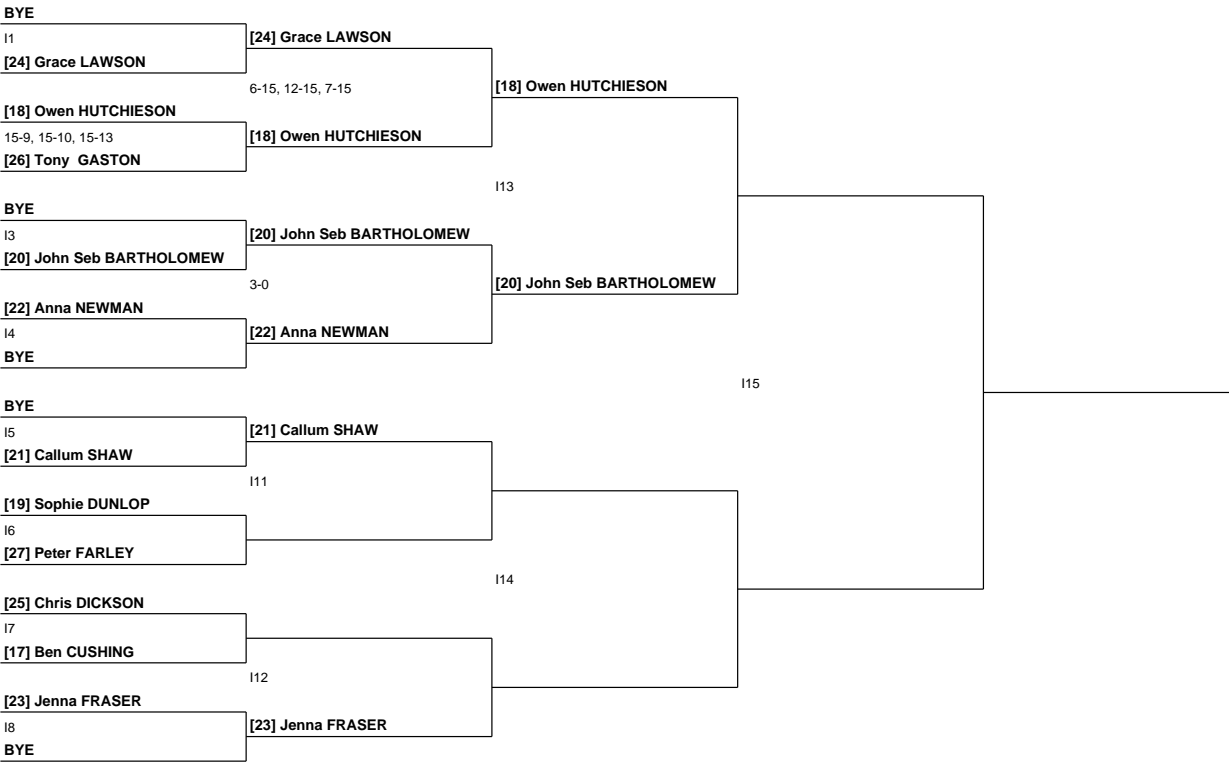 BYE
I1
[24] Grace LAWSON
[24] Grace LAWSON
6-15, 12-15, 7-15
[18] Owen HUTCHIESON
[18] Owen HUTCHIESON
15-9, 15-10, 15-13
[18] Owen HUTCHIESON
[26] Tony  GASTON
I13
BYE
I3
[20] John Seb BARTHOLOMEW
[20] John Seb BARTHOLOMEW
3-0
[20] John Seb BARTHOLOMEW
[22] Anna NEWMAN
I4
[22] Anna NEWMAN
BYE
I15
BYE
I5
[21] Callum SHAW
[21] Callum SHAW
I11
[19] Sophie DUNLOP
I6
[27] Peter FARLEY
I14
[25] Chris DICKSON
I7
[17] Ben CUSHING
I12
[23] Jenna FRASER
I8
[23] Jenna FRASER
BYE